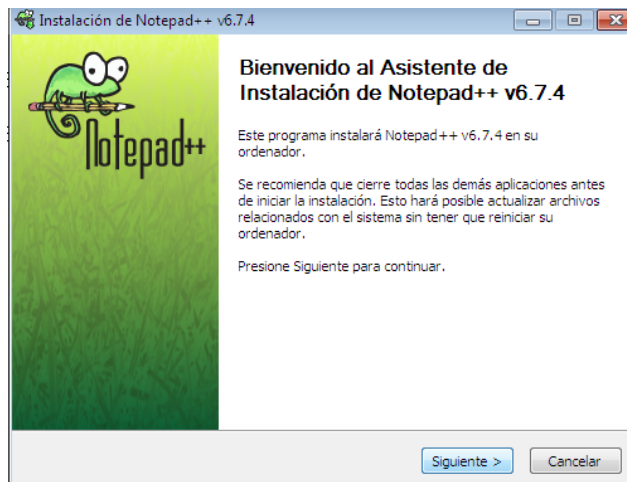 Instalación de Notepad++ v6.7.4
Notepad++
Bienvenido al Asistente de
Instalación de Notepad++ v6.7.4
Este programa instalará Notepad++ v6.7.4 en su
ordenador.
Se recomienda que cierre todas las demás aplicaciones antes
de iniciar la instalación. Esto hará posible actualizar archivos
relacionados con el sistema sin tener que reiniciar su
ordenador.
Presione Siguiente para continuar.
Siguiente >
Cancelar